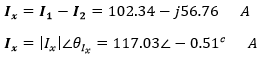 I_x = I_1 − I_2 = 102.34 − j56.76 A
I_x = |I_x|∠θ_{I_x} = 117.03∠ − 0.51^c A